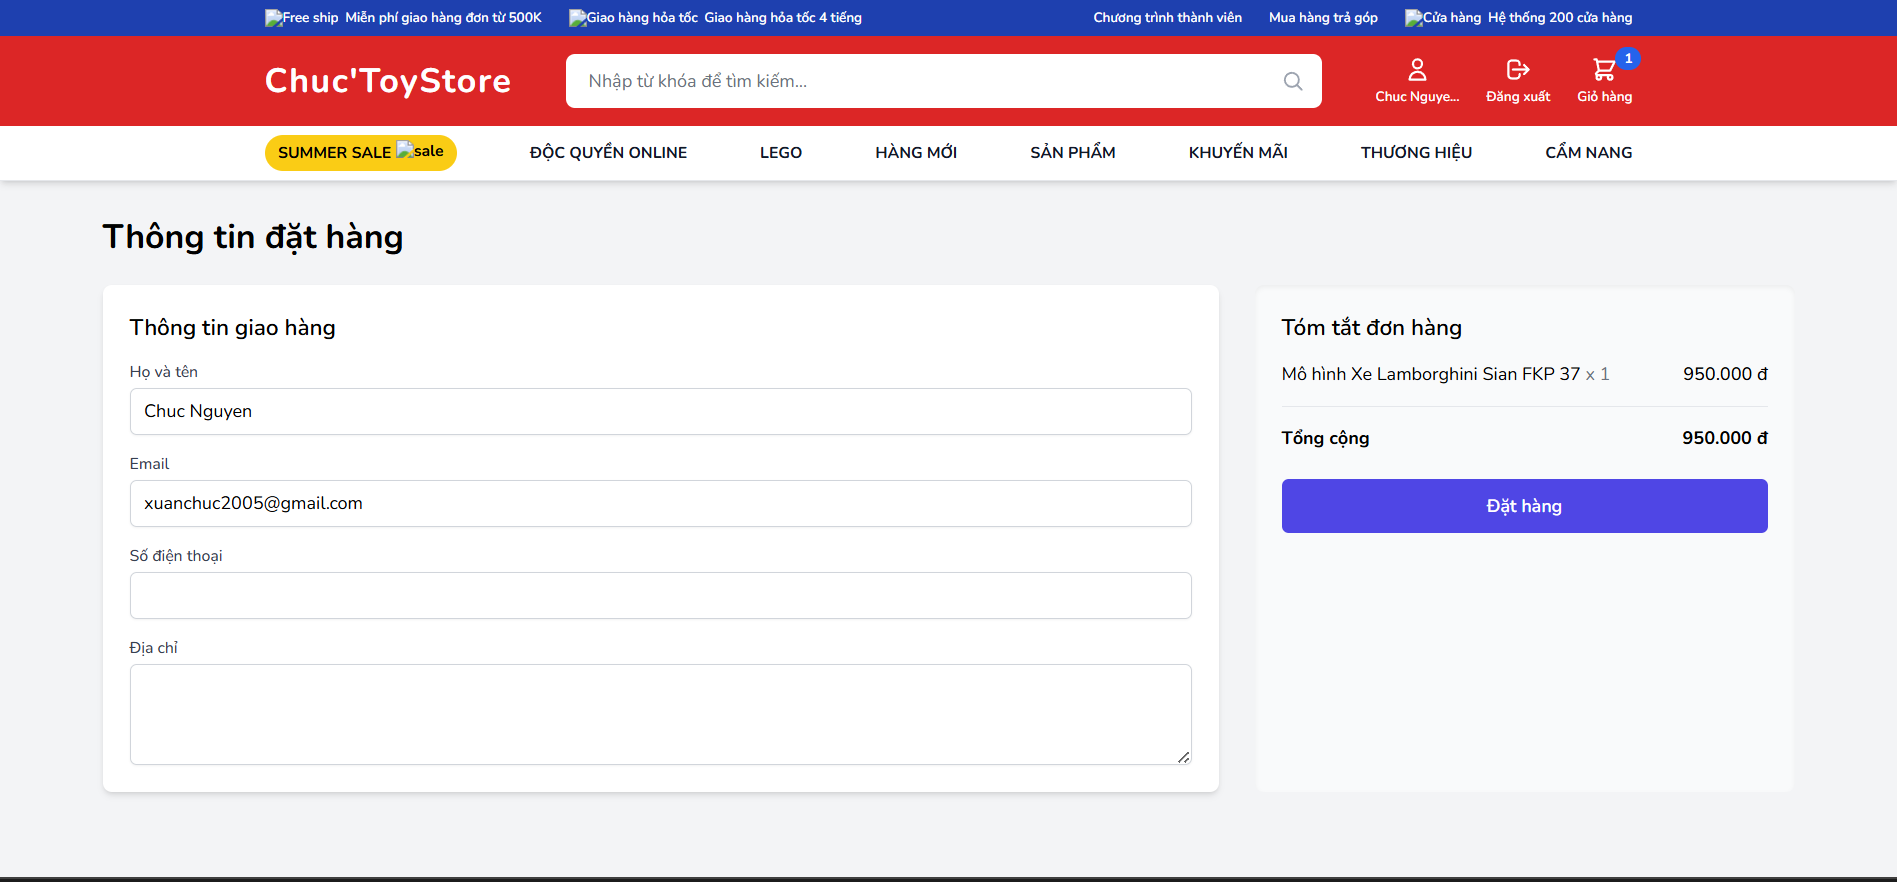 Free ship Miễn phí giao hàng đơn từ 500K Giao hàng hỏa tốc Giao hàng hỏa tốc 4 tiếng Chương trình thành viên Mua hàng trả góp Cửa hàng Hệ thống 200 cửa hàng
Chuc'ToyStore
Nhập từ khóa để tìm kiếm...
1
Chuc Nguye... Đăng xuất Giỏ hàng
SUMMER SALE sale ĐỘC QUYỀN ONLINE LEGO HÀNG MỚI SẢN PHẨM KHUYẾN MÃI THƯƠNG HIỆU CẨM NANG
Thông tin đặt hàng
Thông tin giao hàng
Họ và tên
Chuc Nguyen
Email
xuanchuc2005@gmail.com
Số điện thoại
Địa chỉ
Tóm tắt đơn hàng
Mô hình Xe Lamborghini Sian FKP 37 x 1 950.000 đ
Tổng cộng 950.000 đ
Đặt hàng